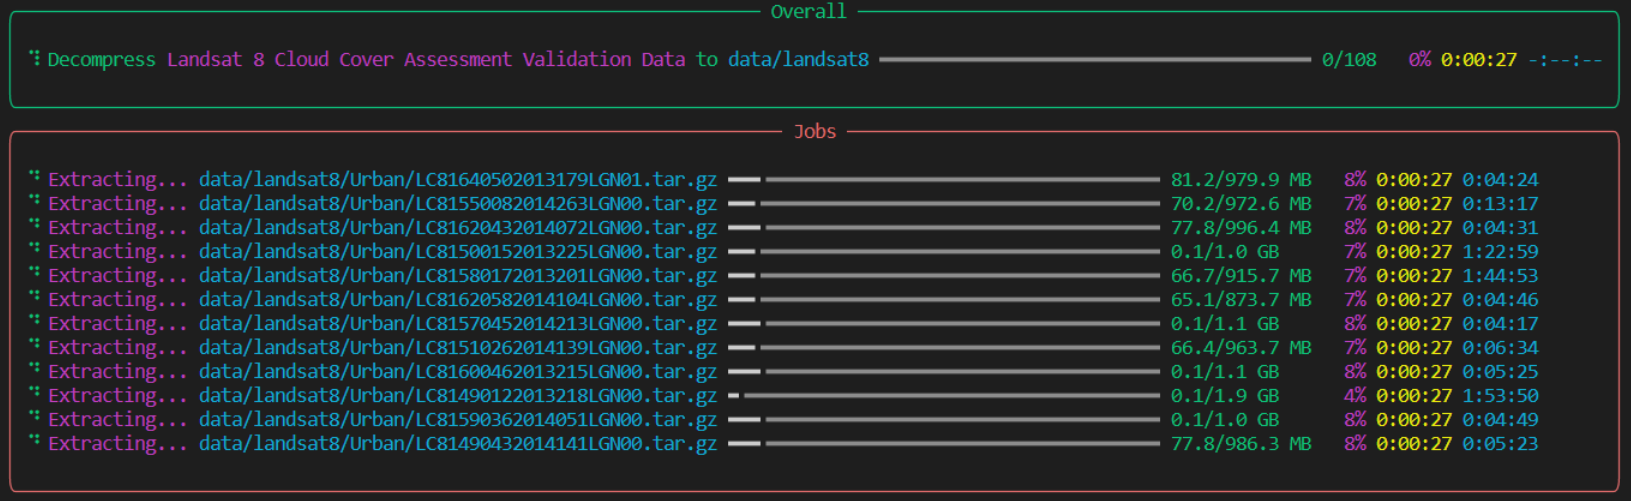 Overall
Decompress Landsat 8 Cloud Cover Assessment Validation Data to data/landsat8 0/108 0% 0:00:27 -:--:--
Jobs
Extracting... data/landsat8/Urban/LC81640502013179LGN01.tar.gz 81.2/979.9 MB 8% 0:00:27 0:04:24
Extracting... data/landsat8/Urban/LC81550082014263LGN00.tar.gz 70.2/972.6 MB 7% 0:00:27 0:13:17
Extracting... data/landsat8/Urban/LC81620432014072LGN00.tar.gz 77.8/996.4 MB 8% 0:00:27 0:04:31
Extracting... data/landsat8/Urban/LC81500152013225LGN00.tar.gz 0.1/1.0 GB 7% 0:00:27 1:22:59
Extracting... data/landsat8/Urban/LC81580172013201LGN00.tar.gz 66.7/915.7 MB 7% 0:00:27 1:44:53
Extracting... data/landsat8/Urban/LC81620582014104LGN00.tar.gz 65.1/873.7 MB 7% 0:00:27 0:04:46
Extracting... data/landsat8/Urban/LC81570452014213LGN00.tar.gz 0.1/1.1 GB 8% 0:00:27 0:04:17
Extracting... data/landsat8/Urban/LC81510262014139LGN00.tar.gz 66.4/963.7 MB 7% 0:00:27 0:06:34
Extracting... data/landsat8/Urban/LC81600462013215LGN00.tar.gz 0.1/1.1 GB 8% 0:00:27 0:05:25
Extracting... data/landsat8/Urban/LC81490122013218LGN00.tar.gz 0.1/1.9 GB 4% 0:00:27 1:53:50
Extracting... data/landsat8/Urban/LC81590362014051LGN00.tar.gz 0.1/1.0 GB 8% 0:00:27 0:04:49
Extracting... data/landsat8/Urban/LC81490432014141LGN00.tar.gz 77.8/986.3 MB 8% 0:00:27 0:05:23